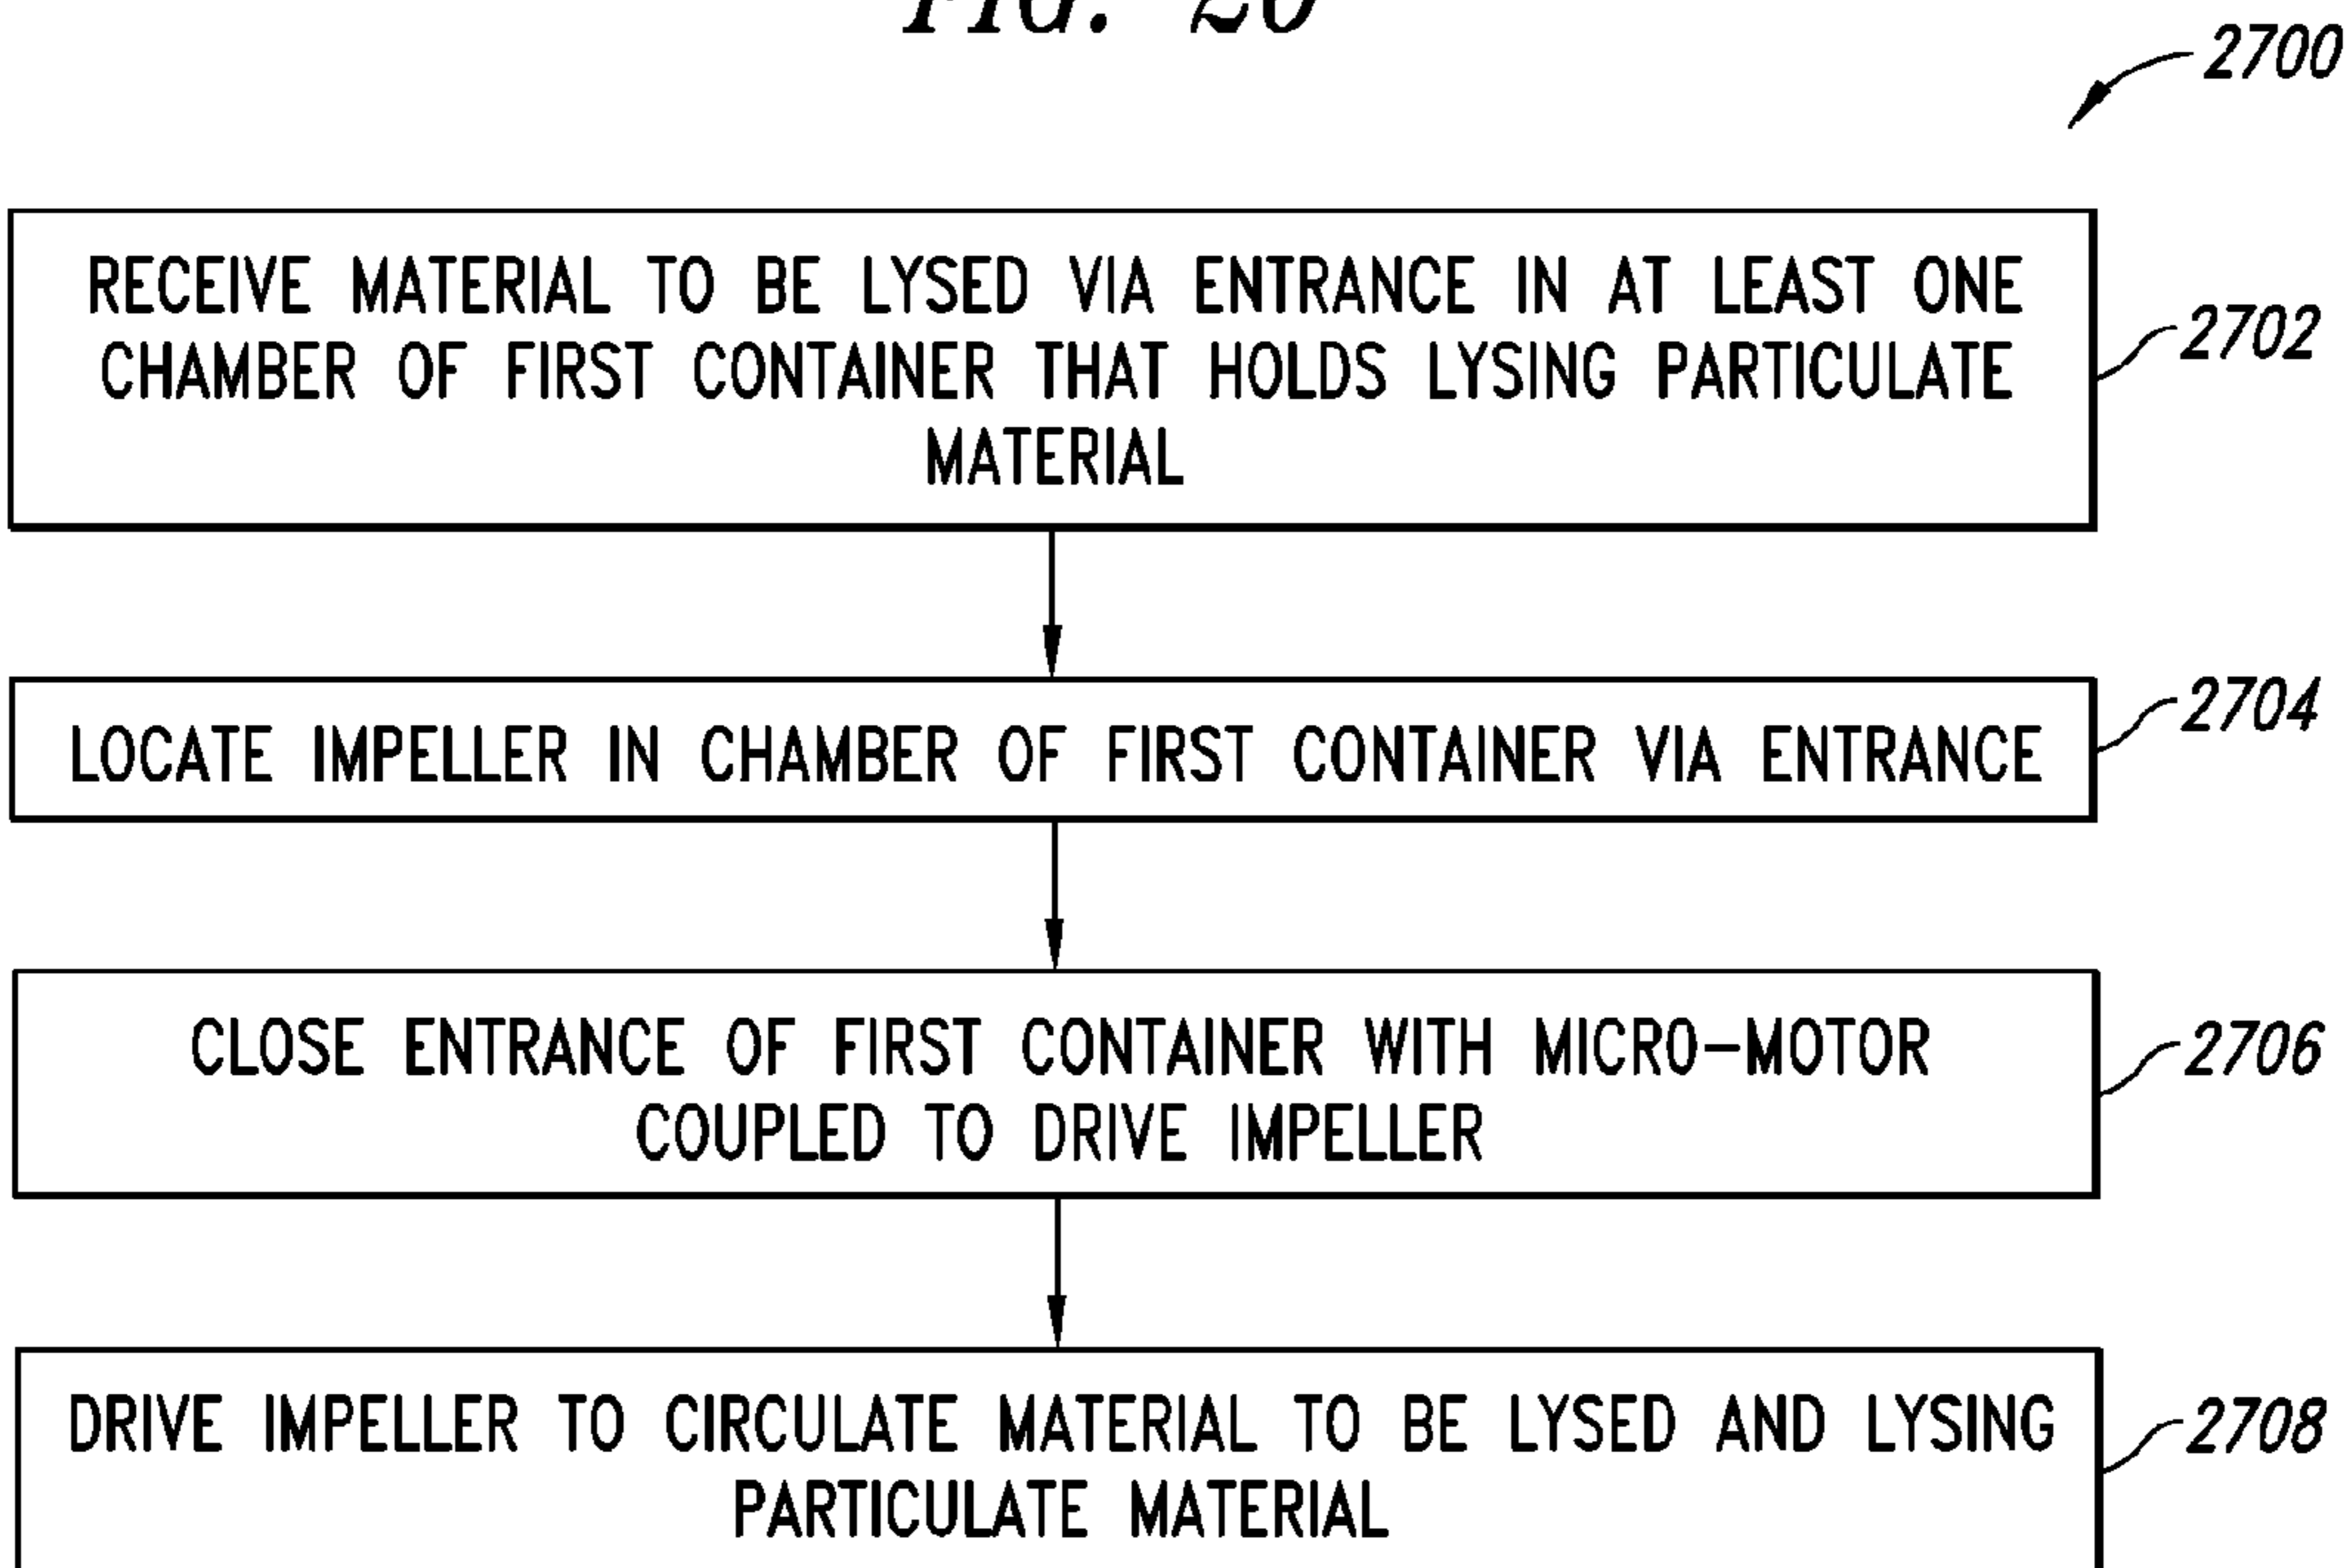 FIG.
2700
RECEIVE MATERIAL TO BE LYSED VIA ENTRANCE IN AT LEAST ONE
CHAMBER OF FIRST CONTAINER THAT HOLDS LYSING PARTICULATE
MATERIAL
2702
LOCATE IMPELLER IN CHAMBER OF FIRST CONTAINER VIA ENTRANCE
2704
CLOSE ENTRANCE OF FIRST CONTAINER WITH MICRO-MOTOR
COUPLED TO DRIVE IMPELLER
2706
DRIVE IMPELLER TO CIRCULATE MATERIAL TO BE LYSED AND LYSING
PARTICULATE MATERIAL
2708